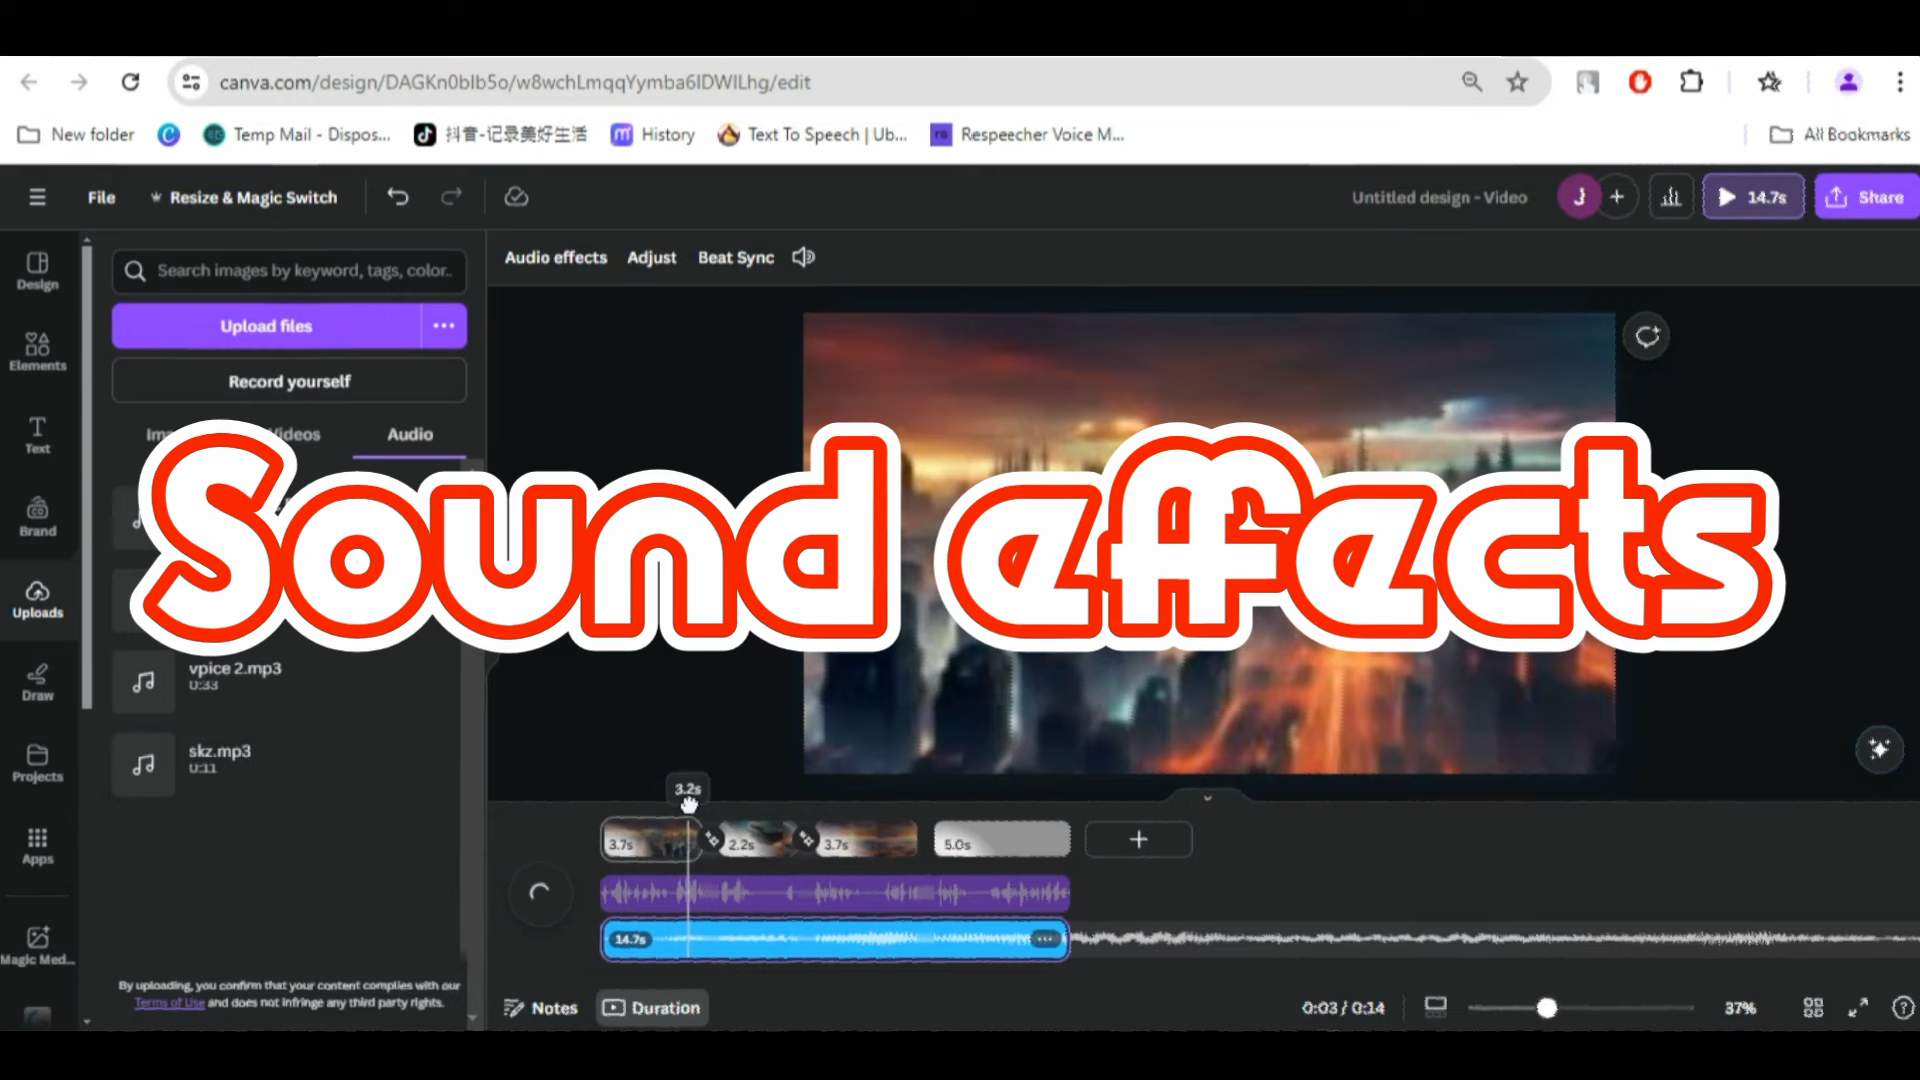 canva.com/design/DAGKn0bIb5o/w8wchLmqqYymba6IDWILhg/edit
New folder
Temp Mail - Dispos...
抖音-记录美好生活
History
Text To Speech | Ub...
Respeecher Voice M...
All Bookmarks
File
Resize & Magic Switch
Untitled design - Video
J
14.7s
Share
Design
Elements
Text
Brand
Uploads
Draw
Projects
Apps
Magic Med...
Search images by keyword, tags, color..
Upload files
Record yourself
Videos
Audio
Audio effects
Adjust
Beat Sync
Sound effects
vpice 2.mp3
0:33
skz.mp3
0:11
3.2s
3.7s
2.2s
3.7s
5.0s
14.7s
By uploading, you confirm that your content complies with our
Terms of Use and does not infringe any third party rights.
Notes
Duration
0:03 / 0:14
37%